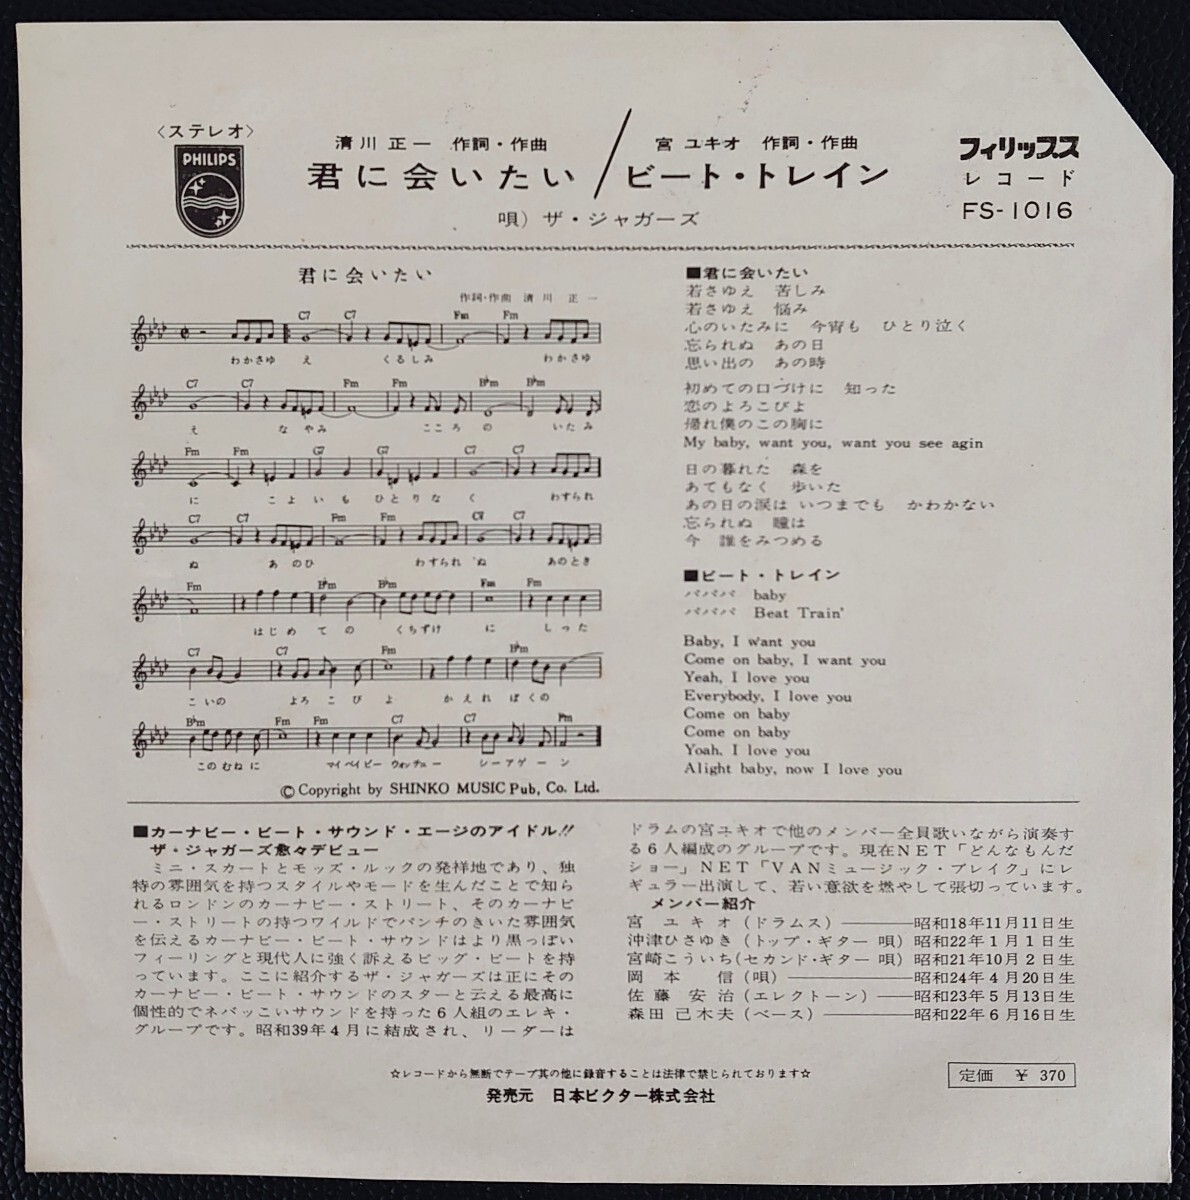 〈ステレオ〉
PHILIPS
清川正一 作詞・作曲
君に会いたい
宮ユキオ 作詞・作曲
ビート・トレイン
唄）ザ・ジャガーズ
フィリップス
レコード
FS-1016
君に会いたい
作詞・作曲 清川 正一
C7 C7 Fm Fm
わかさゆ え くるしみ わかさゆ
C7 C7 Fm Fm B♭m B♭m
え なやみ こころ の いたみ
Fm Fm G7 G7 C7 C7
に こよいも ひとりな く わすられ
C7 C7 Fm Fm C7 C7
ぬ あのひ わすられ ぬ あのとき
Fm B♭m B♭m Fm Fm
はじめ ての くちずけ に しった
C7 C7 Fm B♭m
こいの よろこびよ かえれ ぼくの
B♭m Fm Fm C7 C7 Fm
このむねに マイベイビー ウォンチュー シーアゲーン
©Copyright by SHINKO MUSIC Pub, Co. Ltd.
■君に会いたい
若さゆえ 苦しみ
若さゆえ 悩み
心のいたみに 今宵も ひとり泣く
忘られぬ あの日
思い出の あの時
初めての口づけに 知った
恋のよろこびよ
帰れ僕のこの胸に
My baby, want you, want you see agin
日の暮れた 森を
あてもなく 歩いた
あの日の涙は いつまでも かわかない
忘られぬ 瞳は
今 誰をみつめる
■ビート・トレイン
パパパ baby
パパパ Beat Train'
Baby, I want you
Come on baby, I want you
Yeah, I love you
Everybody, I love you
Come on baby
Come on baby
Yoah, I love you
Alight baby, now I love you
■カーナビー・ビート・サウンド・エージのアイドル!!
ザ・ジャガーズ愈々デビュー
ミニ・スカートとモッズ・ルックの発祥地であり、独
特の雰囲気を持つスタイルやモードを生んだことで知ら
れるロンドンのカーナビー・ストリート、そのカーナビ
ー・ストリートの持つワイルドでパンチのきいた雰囲気
を伝えるカーナビー・ビート・サウンドはより黒っぽい
フィーリングと現代人に強く訴えるビッグ・ビートを持
っています。ここに紹介するザ・ジャガーズは正にその
カーナビー・ビート・サウンドのスターと云える最高に
個性的でネバッこいサウンドを持った６人組のエレキ・
グループです。昭和39年４月に結成され、リーダーは
ドラムの宮ユキオで他のメンバー全員歌いながら演奏す
る６人編成のグループです。現在NET「どんなもんだ
ショー」NET「VANミュージック・ブレイク」にレ
ギュラー出演して、若い意欲を燃やして張切っています。
メンバー紹介
宮 ユキオ（ドラムス）———昭和18年11月11日生
沖津ひさゆき（トップ・ギター 唄）昭和22年１月１日生
宮崎こういち（セカンド・ギター 唄）昭和21年10月２日生
岡本 信（唄）———昭和24年４月20日生
佐藤安治（エレクトーン）——昭和23年５月13日生
森田己木夫（ベース）———昭和22年６月16日生
☆レコードから無断でテープ其の他に録音することは法律で禁じられております☆
発売元 日本ビクター株式会社
定価 ￥370